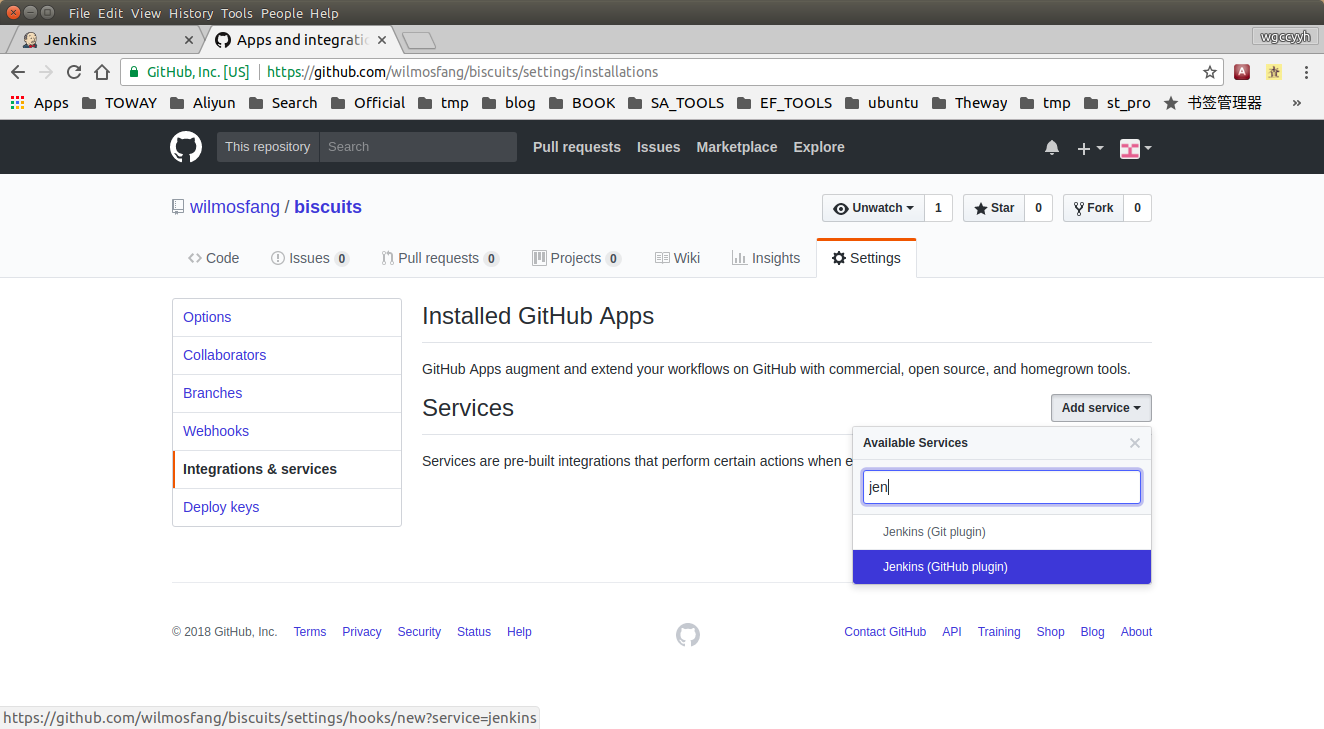 File Edit View History Tools People Help
Jenkins
Apps and integratio
wgccyyh
GitHub, Inc. [US] https://github.com/wilmosfang/biscuits/settings/installations
Apps TOWAY Aliyun Search Official tmp blog BOOK SA_TOOLS EF_TOOLS ubuntu Theway tmp st_pro 书签管理器 »
This repository Search Pull requests Issues Marketplace Explore
wilmosfang / biscuits
Unwatch 1 Star 0 Fork 0
Code Issues 0 Pull requests 0 Projects 0 Wiki Insights Settings
Options
Collaborators
Branches
Webhooks
Integrations & services
Deploy keys
Installed GitHub Apps
GitHub Apps augment and extend your workflows on GitHub with commercial, open source, and homegrown tools.
Services
Add service
Services are pre-built integrations that perform certain actions when e
Available Services
jen
Jenkins (Git plugin)
Jenkins (GitHub plugin)
© 2018 GitHub, Inc. Terms Privacy Security Status Help
Contact GitHub API Training Shop Blog About
https://github.com/wilmosfang/biscuits/settings/hooks/new?service=jenkins